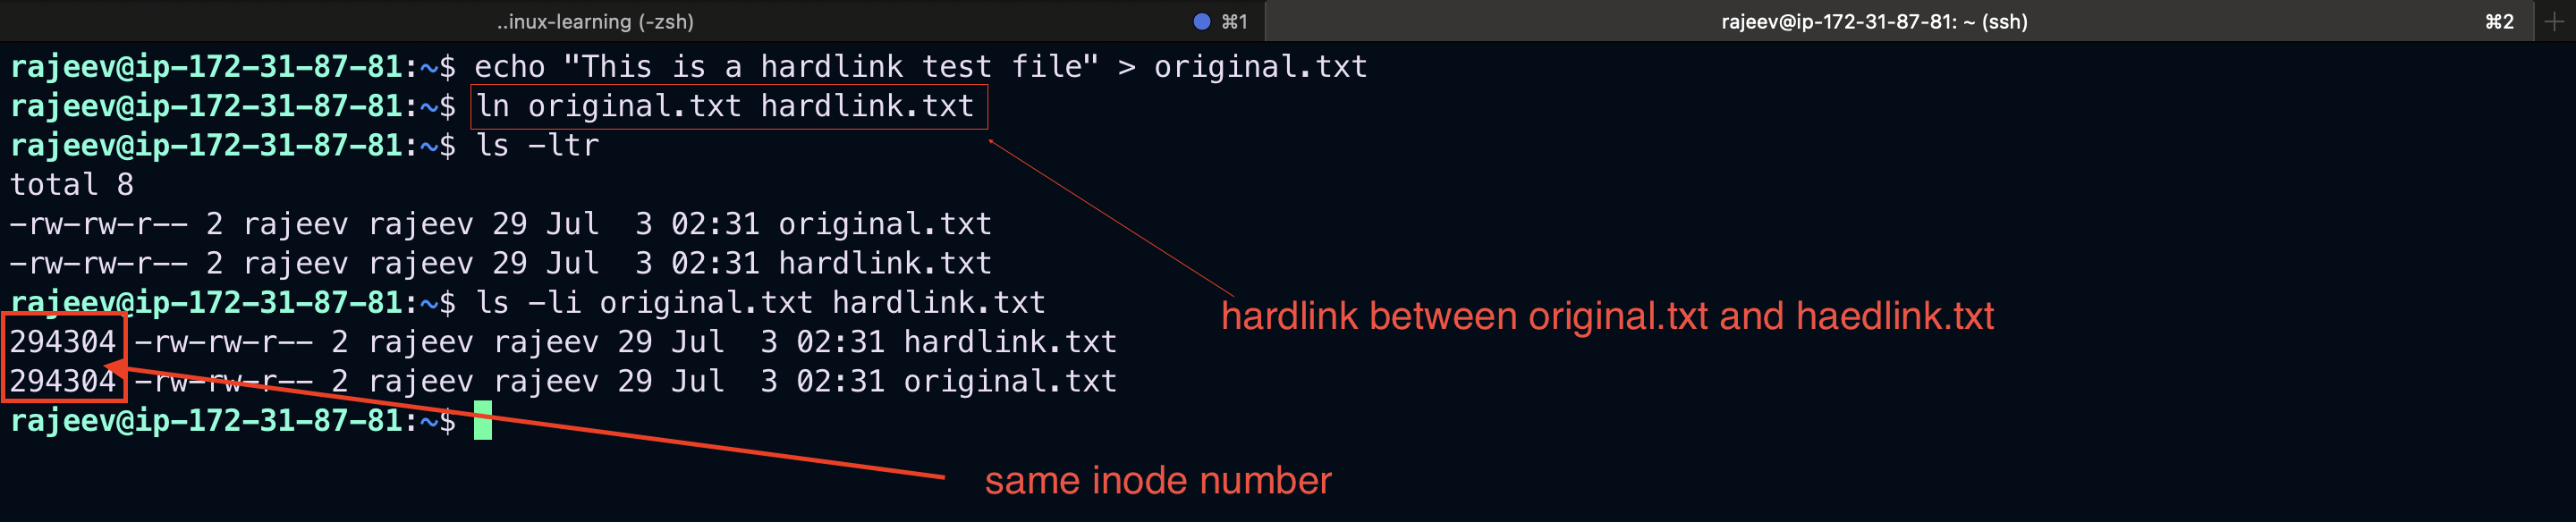 ..inux-learning (-zsh) ⌘1 rajeev@ip-172-31-87-81: ~ (ssh) ⌘2
rajeev@ip-172-31-87-81:~$ echo "This is a hardlink test file" > original.txt
rajeev@ip-172-31-87-81:~$ ln original.txt hardlink.txt
rajeev@ip-172-31-87-81:~$ ls -ltr
total 8
-rw-rw-r-- 2 rajeev rajeev 29 Jul  3 02:31 original.txt
-rw-rw-r-- 2 rajeev rajeev 29 Jul  3 02:31 hardlink.txt
rajeev@ip-172-31-87-81:~$ ls -li original.txt hardlink.txt
hardlink between original.txt and haedlink.txt
294304 -rw-rw-r-- 2 rajeev rajeev 29 Jul  3 02:31 hardlink.txt
294304 -rw-rw-r-- 2 rajeev rajeev 29 Jul  3 02:31 original.txt
rajeev@ip-172-31-87-81:~$
same inode number